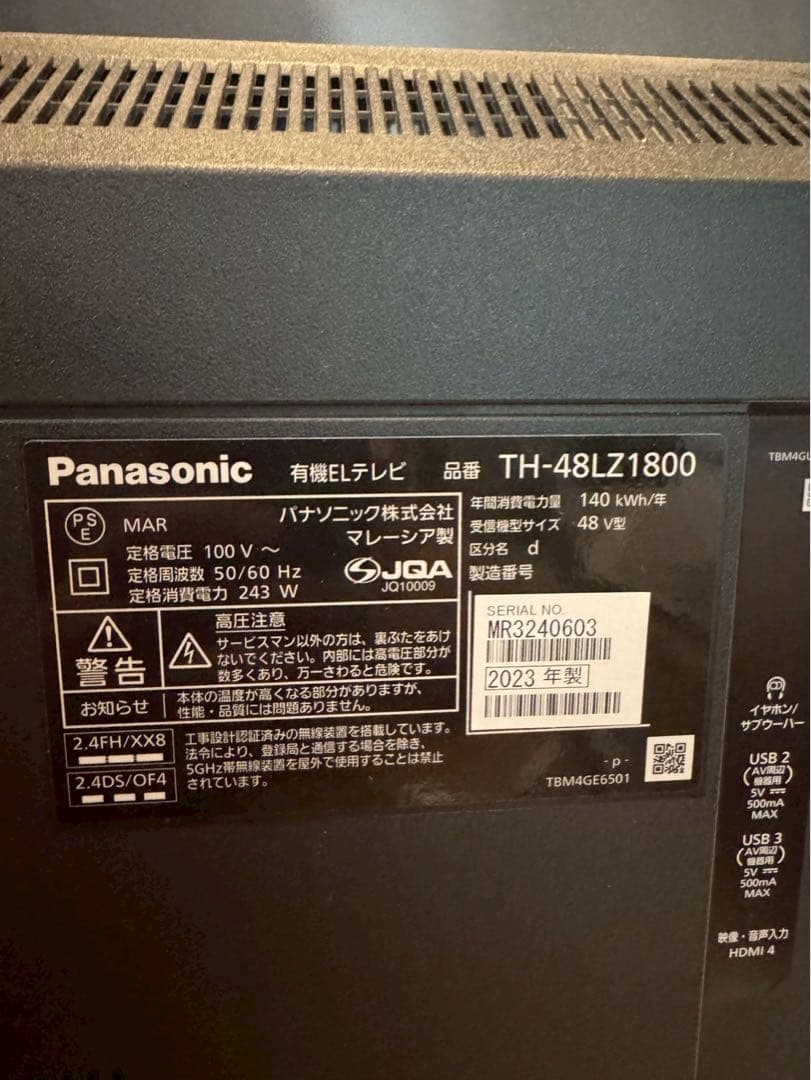 Panasonic 有機ELテレビ 品番 TH-48LZ1800
PSE MAR
パナソニック株式会社
マレーシア製
定格電圧 100 V ～
定格周波数 50/60 Hz
定格消費電力 243 W
JQA
JQ10009
警告
高圧注意
サービスマン以外の方は、裏ぶたをあけ
ないでください。内部には高電圧部分が
数多くあり、万一さわると危険です。
お知らせ
本体の温度が高くなる部分がありますが、
性能・品質には問題ありません。
2.4FH/XX8
2.4DS/OF4
工事設計認証済みの無線装置を搭載しています。
法令により、登録局と通信する場合を除き、
5GHz帯無線装置を屋外で使用することは禁止
されています。
年間消費電力量 140 kWh/年
受信機型サイズ 48 V型
区分名 d
製造番号
SERIAL NO.
MR3240603
2023 年製
- p -
TBM4GE6501
TBM4GU
イヤホン/
サブウーハー
USB 2
(AV周辺
機器用)
5V
500mA
MAX
USB 3
(AV周辺
機器用)
5V
500mA
MAX
映像・音声入力
HDMI 4